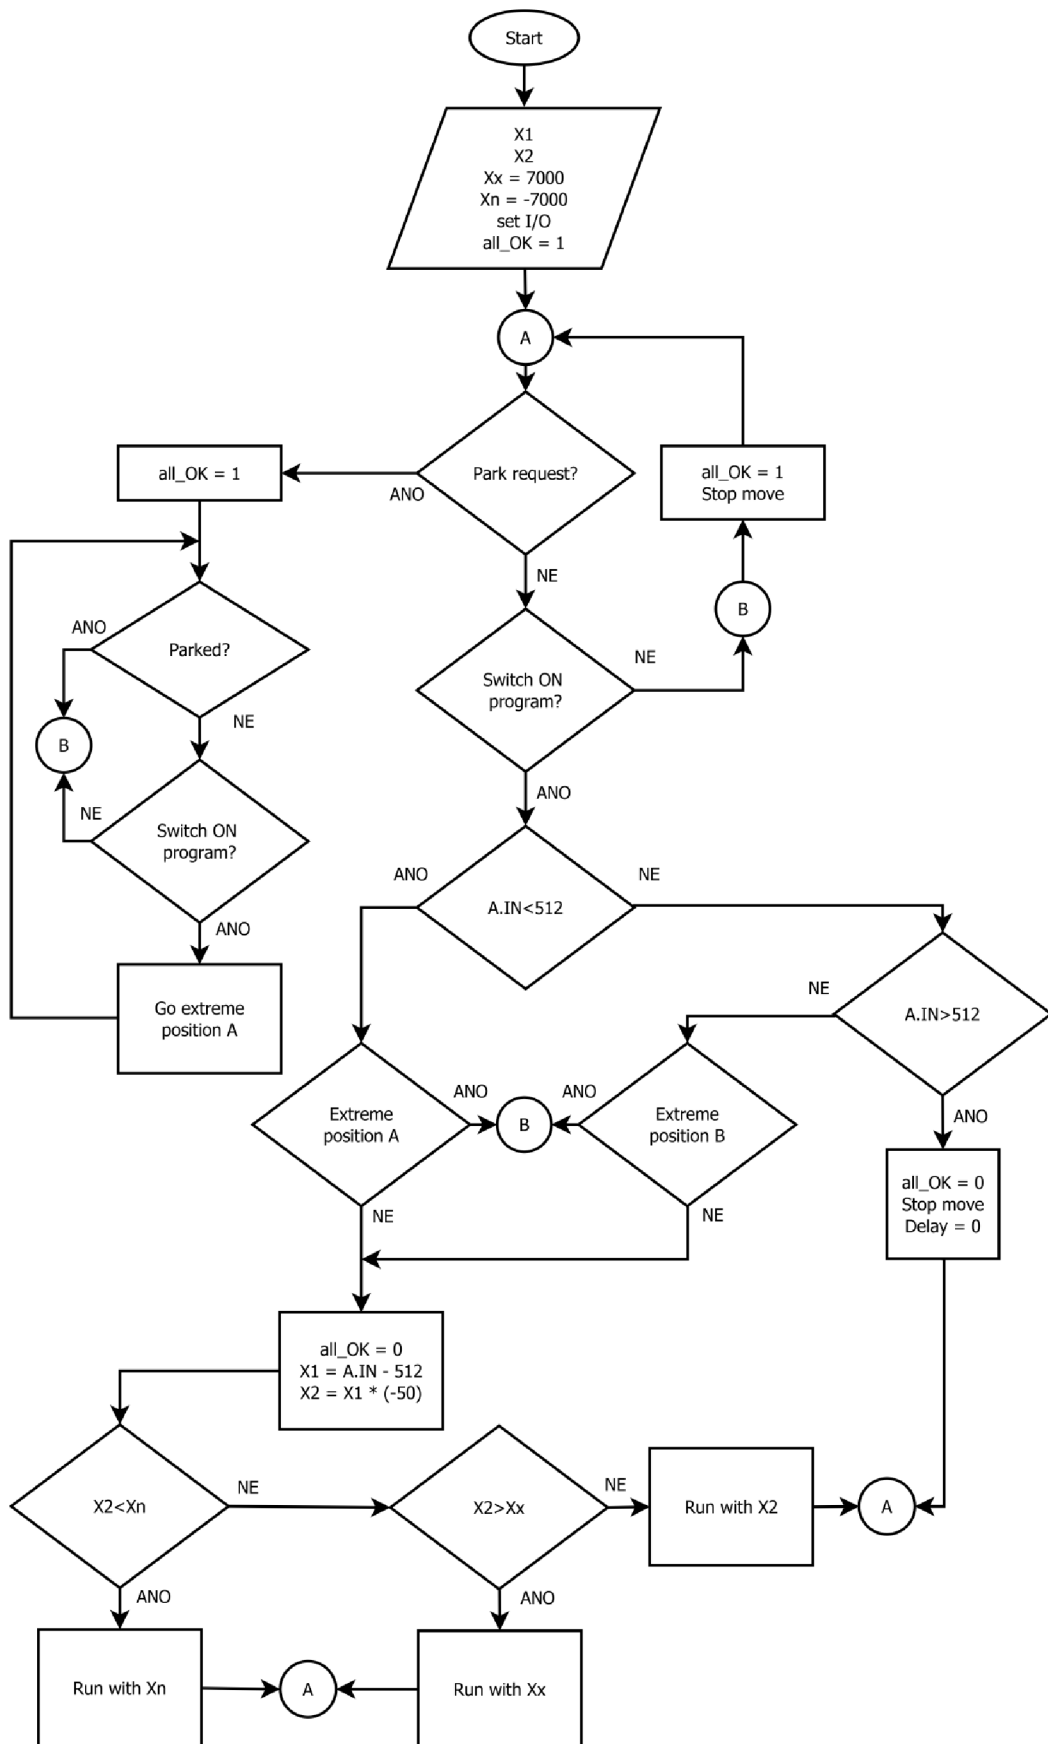 Start
X1
X2
Xx = 7000
Xn = -7000
set I/O
all_OK = 1
A
Park request?
ANO
all_OK = 1
all_OK = 1
Stop move
NE
B
ANO
Parked?
NE
Switch ON
program?
NE
B
NE
Switch ON
program?
ANO
ANO
Go extreme
position A
ANO
A.IN<512
NE
NE
A.IN>512
ANO
Extreme
position A
ANO
B
ANO
Extreme
position B
NE
NE
all_OK = 0
Stop move
Delay = 0
all_OK = 0
X1 = A.IN - 512
X2 = X1 * (-50)
X2<Xn
NE
X2>Xx
NE
Run with X2
A
ANO
ANO
Run with Xn
A
Run with Xx